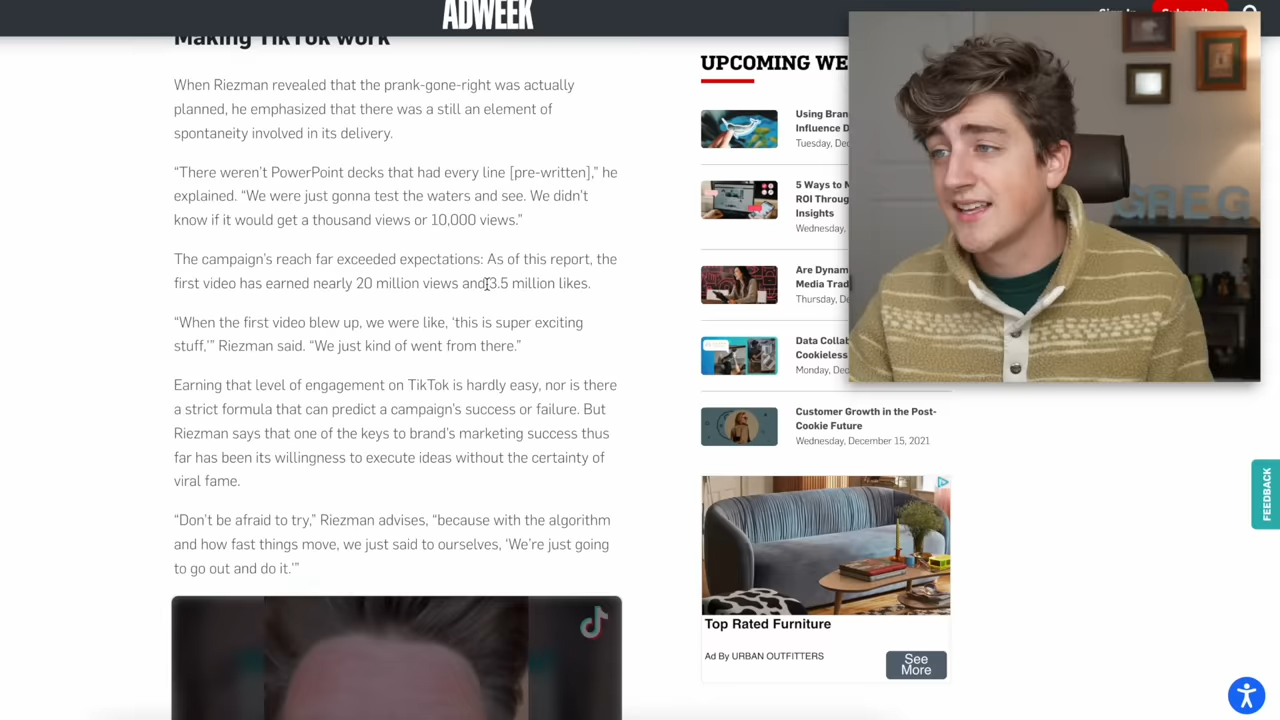 ADWEEK
Sign In
Subscribe
Making TikTok work
When Riezman revealed that the prank-gone-right was actually
planned, he emphasized that there was a still an element of
spontaneity involved in its delivery.
“There weren’t PowerPoint decks that had every line [pre-written],” he
explained. “We were just gonna test the waters and see. We didn’t
know if it would get a thousand views or 10,000 views.”
The campaign’s reach far exceeded expectations: As of this report, the
first video has earned nearly 20 million views and 3.5 million likes.
“When the first video blew up, we were like, ‘this is super exciting
stuff,’” Riezman said. “We just kind of went from there.”
Earning that level of engagement on TikTok is hardly easy, nor is there
a strict formula that can predict a campaign’s success or failure. But
Riezman says that one of the keys to brand’s marketing success thus
far has been its willingness to execute ideas without the certainty of
viral fame.
“Don’t be afraid to try,” Riezman advises, “because with the algorithm
and how fast things move, we just said to ourselves, ‘We’re just going
to go out and do it.’”
UPCOMING WE
Using Bran
Influence D
Tuesday, Dec
5 Ways to
ROI Throug
Insights
Wednesday,
Are Dynam
Media Trad
Thursday, De
Data Collab
Cookieless
Monday, Dec
Customer Growth in the Post-
Cookie Future
Wednesday, December 15, 2021
GREG
Top Rated Furniture
Ad By URBAN OUTFITTERS
See
More
FEEDBACK